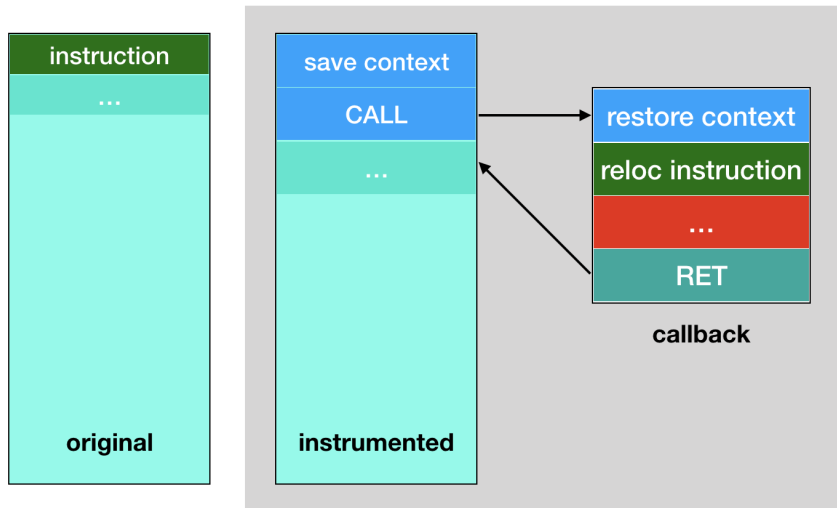 instruction
...
original
save context
CALL
...
instrumented
restore context
reloc instruction
...
RET
callback